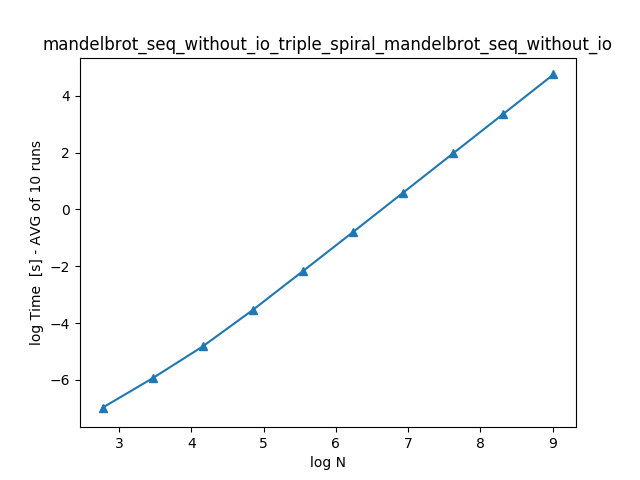 mandelbrot_seq_without_io_triple_spiral_mandelbrot_seq_without_io
log Time  [s] - AVG of 10 runs
4
2
0
−2
−4
−6
3 4 5 6 7 8 9
log N